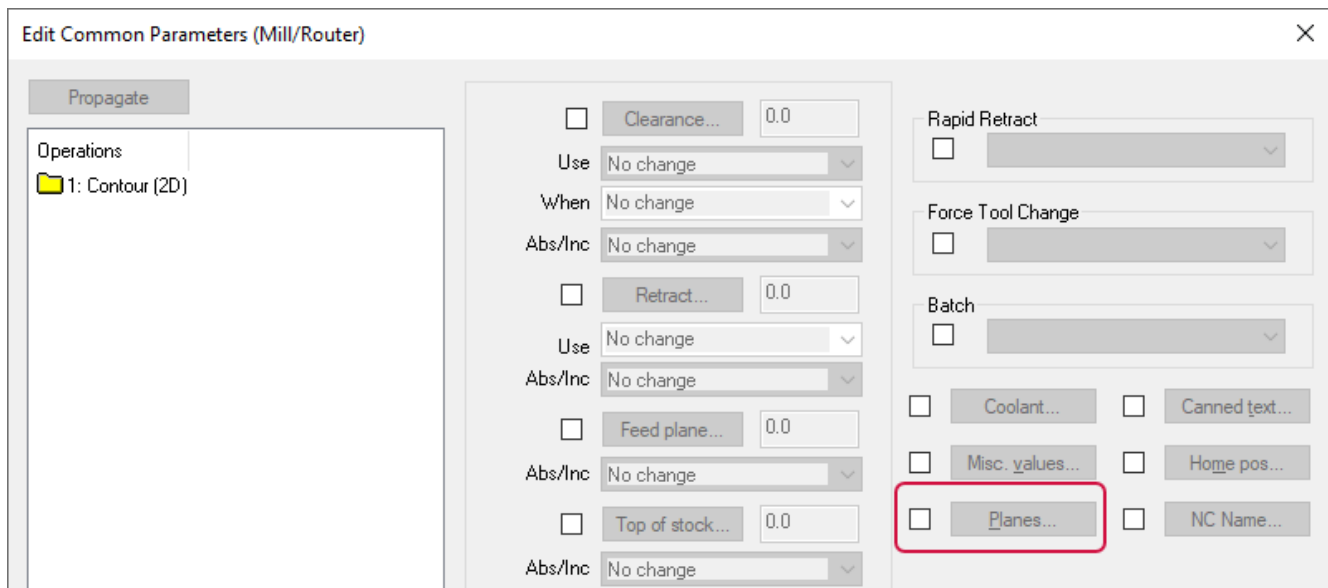 Edit Common Parameters (Mill/Router)
Propagate
Operations
1: Contour (2D)
Clearance... 0.0
Use No change
When No change
Abs/Inc No change
Retract... 0.0
Use No change
Abs/Inc No change
Feed plane... 0.0
Abs/Inc No change
Top of stock... 0.0
Abs/Inc No change
Rapid Retract
Force Tool Change
Batch
Coolant... Canned text...
Misc. values... Home pos...
Planes... NC Name...